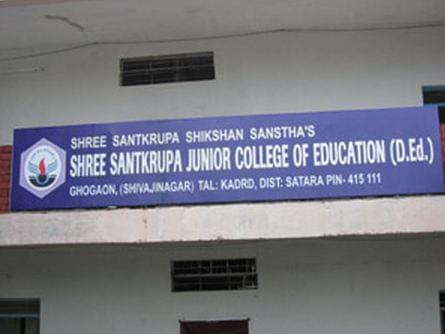 SHREE SANTKRUPA SHIKSHAN SANSTHA'S
SHREE SANTKRUPA JUNIOR COLLEGE OF EDUCATION (D.Ed.)
GHOGAON, (SHIVAJINAGAR) TAL: KADRD, DIST: SATARA PIN- 415 111